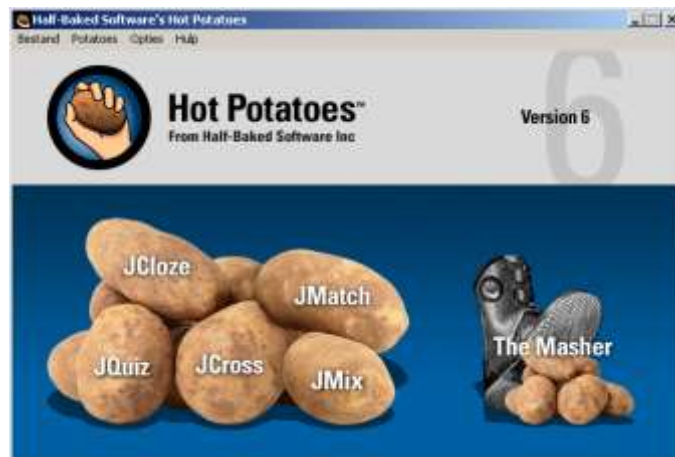 Half-Baked Software's Hot Potatoes
Bestand Potatoes Opties Hulp
Hot Potatoes™
From Half-Baked Software Inc
Version 6
6
JCloze
JMatch
JQuiz
JCross
JMix
The Masher